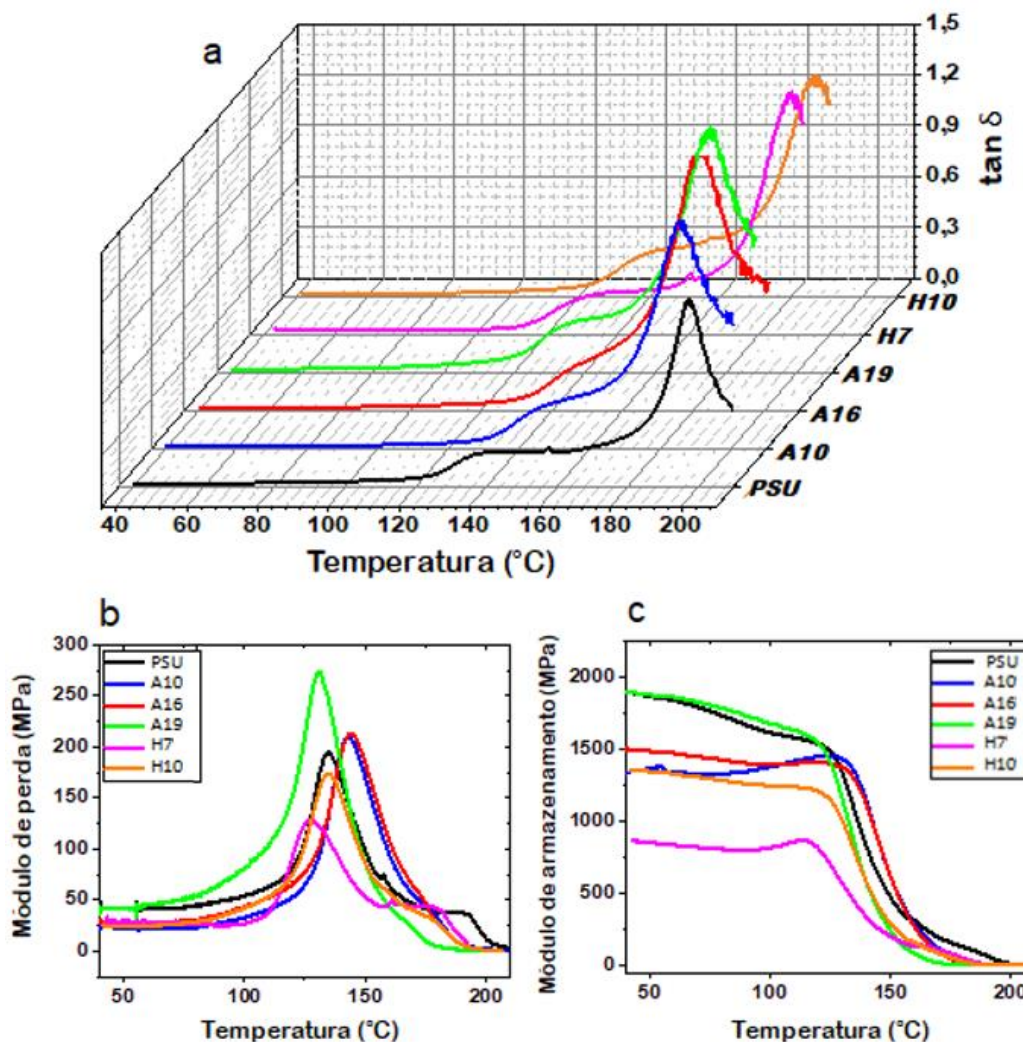 a
1,5
1,2
0,9
0,6
0,3
0,0
tan δ
H10
H7
A19
A16
A10
PSU
40 60 80 100 120 140 160 180 200
Temperatura (°C)
b
300
250
200
150
100
50
0
Módulo de perda (MPa)
PSU
A10
A16
A19
H7
H10
50 100 150 200
Temperatura (°C)
c
2000
1500
1000
500
0
Módulo de armazenamento (MPa)
PSU
A10
A16
A19
H7
H10
50 100 150 200
Temperatura (°C)